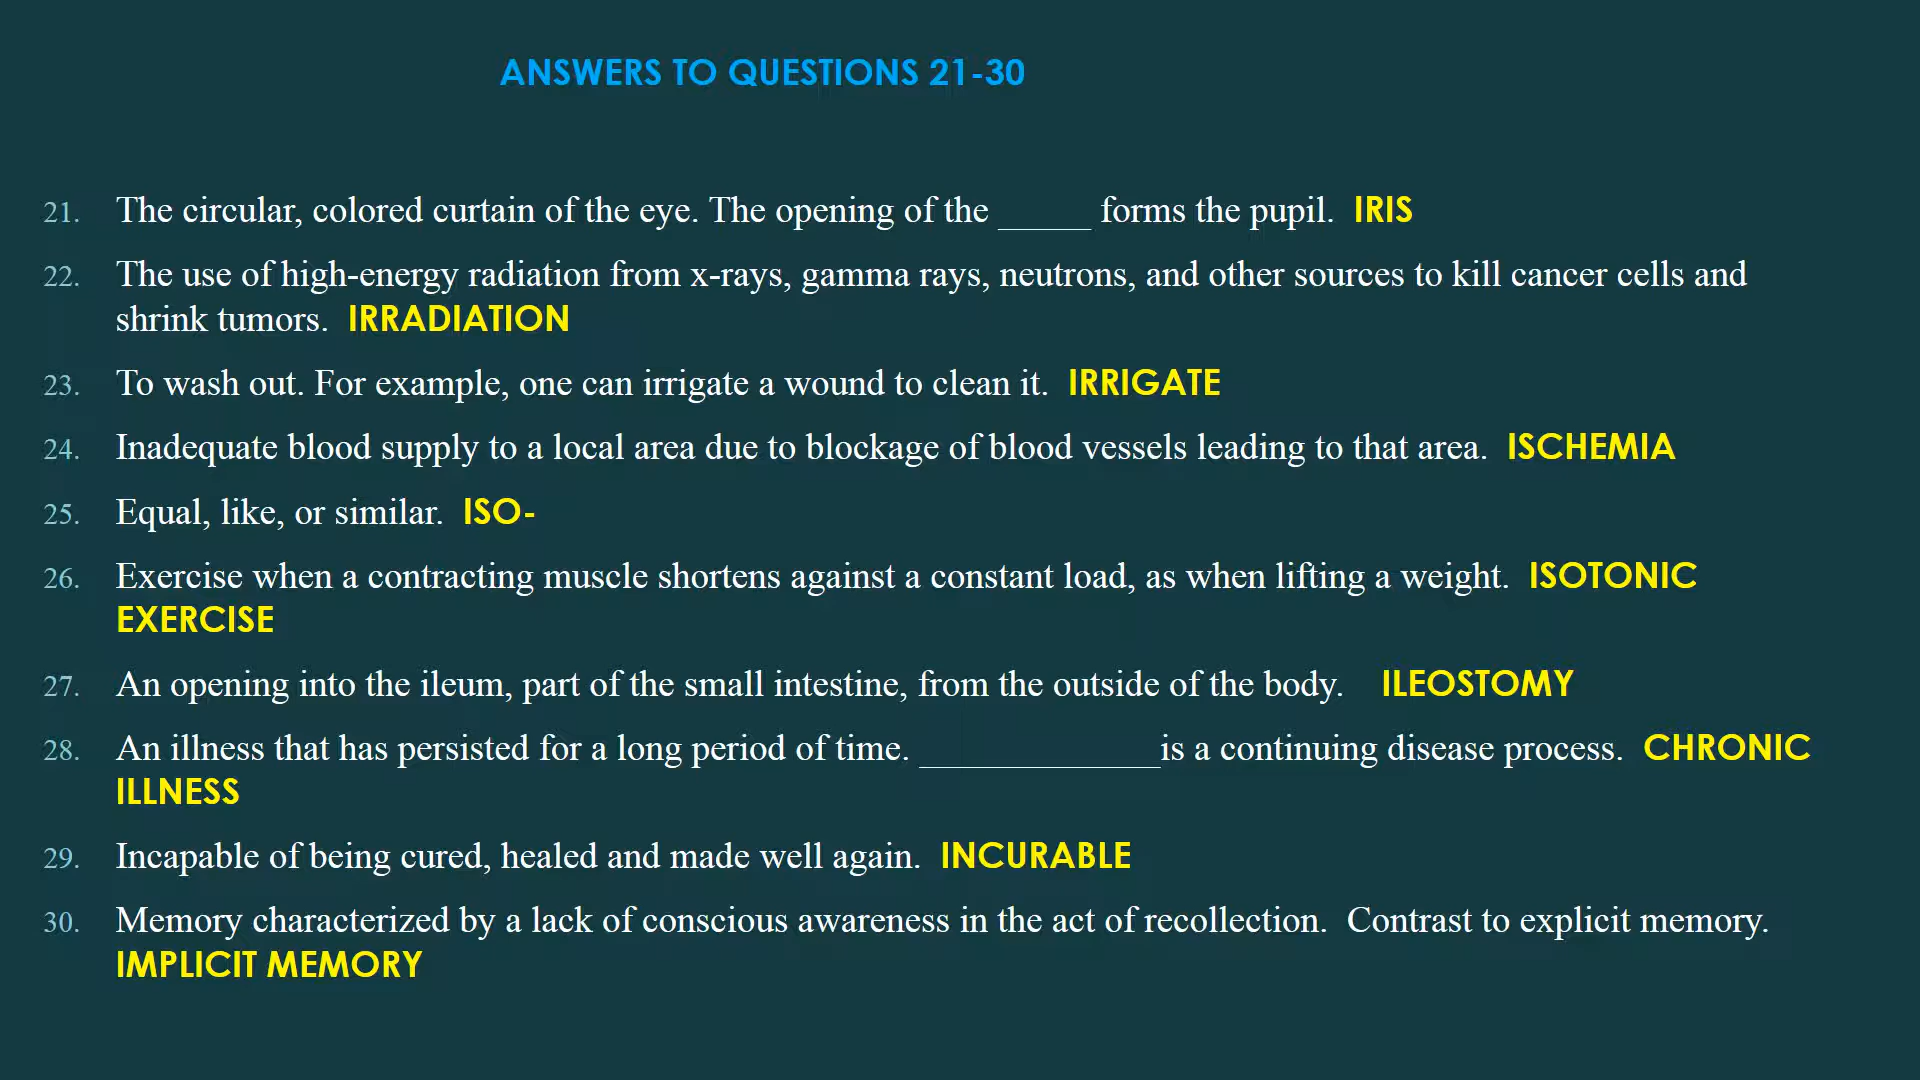 ANSWERS TO QUESTIONS 21-30
21. The circular, colored curtain of the eye. The opening of the _____ forms the pupil. IRIS
22. The use of high-energy radiation from x-rays, gamma rays, neutrons, and other sources to kill cancer cells and
shrink tumors. IRRADIATION
23. To wash out. For example, one can irrigate a wound to clean it. IRRIGATE
24. Inadequate blood supply to a local area due to blockage of blood vessels leading to that area. ISCHEMIA
25. Equal, like, or similar. ISO-
26. Exercise when a contracting muscle shortens against a constant load, as when lifting a weight. ISOTONIC
EXERCISE
27. An opening into the ileum, part of the small intestine, from the outside of the body. ILEOSTOMY
28. An illness that has persisted for a long period of time. _____________is a continuing disease process. CHRONIC
ILLNESS
29. Incapable of being cured, healed and made well again. INCURABLE
30. Memory characterized by a lack of conscious awareness in the act of recollection. Contrast to explicit memory.
IMPLICIT MEMORY